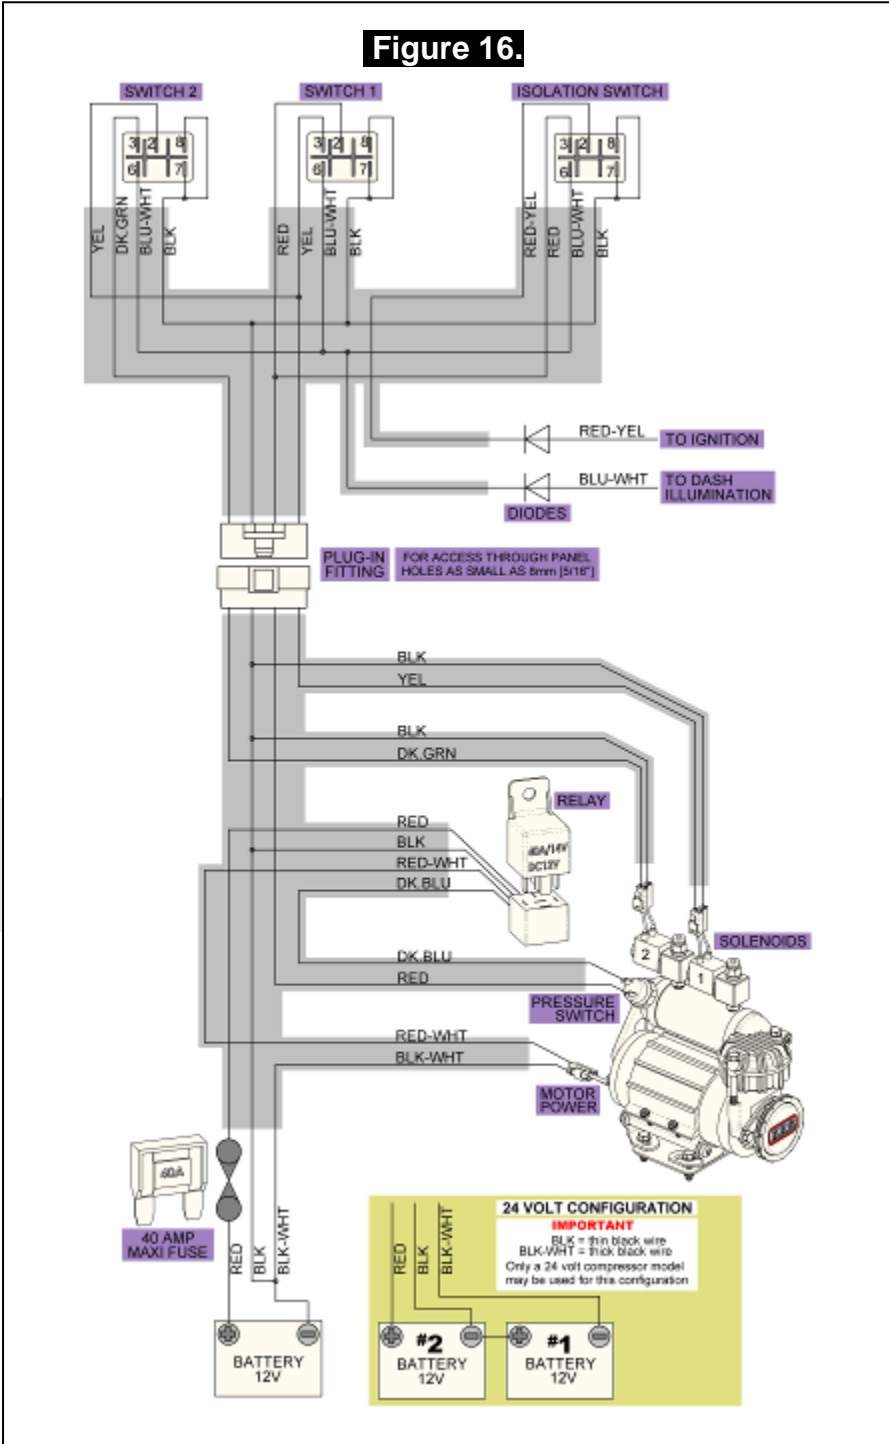 Figure 16.
SWITCH 2
SWITCH 1
ISOLATION SWITCH
3 2 8
6 7
3 2 8
6 7
3 2 8
6 7
YEL
DK.GRN
BLU-WHT
BLK
RED
YEL
BLU-WHT
BLK
RED-YEL
RED
BLU-WHT
BLK
RED-YEL
TO IGNITION
BLU-WHT
TO DASH
ILLUMINATION
DIODES
PLUG-IN
FITTING
FOR ACCESS THROUGH PANEL
HOLES AS SMALL AS 8mm [5/16"]
BLK
YEL
BLK
DK.GRN
RELAY
40A/14V
DC12V
RED
BLK
RED-WHT
DK.BLU
SOLENOIDS
2
1
DK.BLU
RED
PRESSURE
SWITCH
RED-WHT
BLK-WHT
MOTOR
POWER
40A
40 AMP
MAXI FUSE
RED
BLK
BLK-WHT
BATTERY
12V
24 VOLT CONFIGURATION
IMPORTANT
BLK = thin black wire
BLK-WHT = thick black wire
Only a 24 volt compressor model
may be used for this configuration
RED
BLK
BLK-WHT
#2
BATTERY
12V
#1
BATTERY
12V